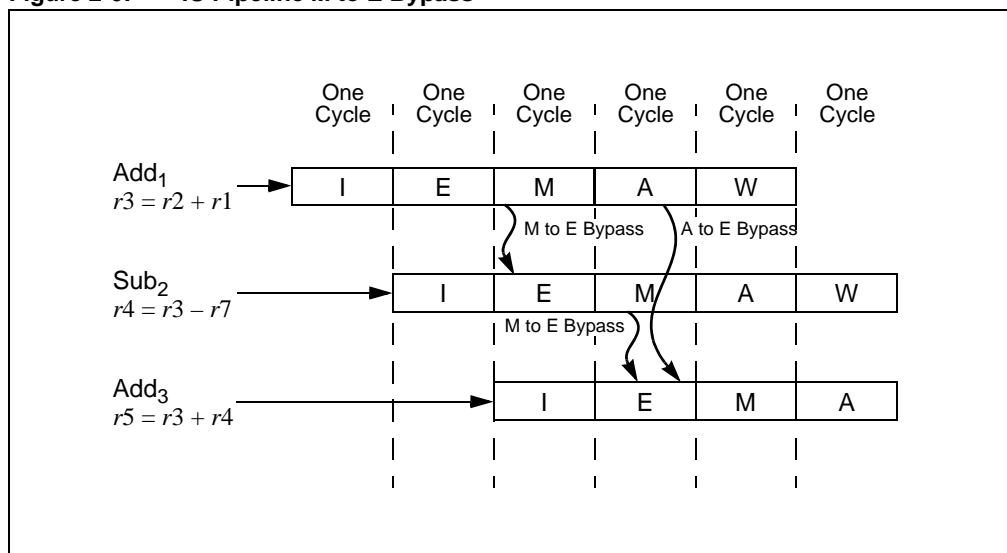 One Cycle
One Cycle
One Cycle
One Cycle
One Cycle
One Cycle
Add1
r3 = r2 + r1
I E M A W
M to E Bypass
A to E Bypass
Sub2
r4 = r3 – r7
I E M A W
M to E Bypass
Add3
r5 = r3 + r4
I E M A